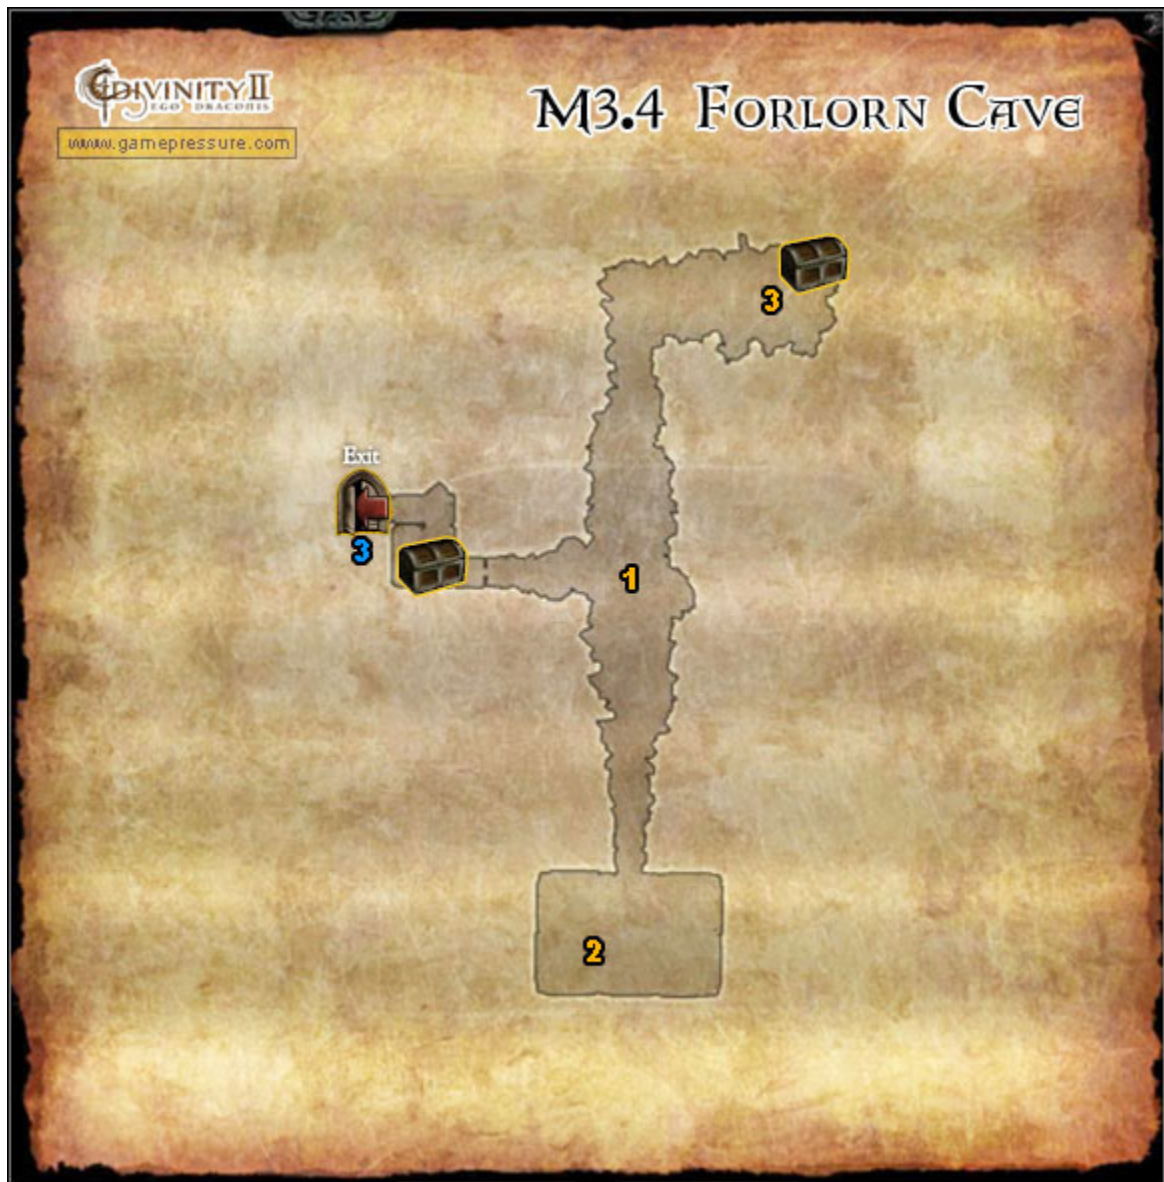 DIVINITY II
EGO DRACONIS
www.gamepressure.com
M3.4 FORLORN CAVE
3
Exit
3
1
2